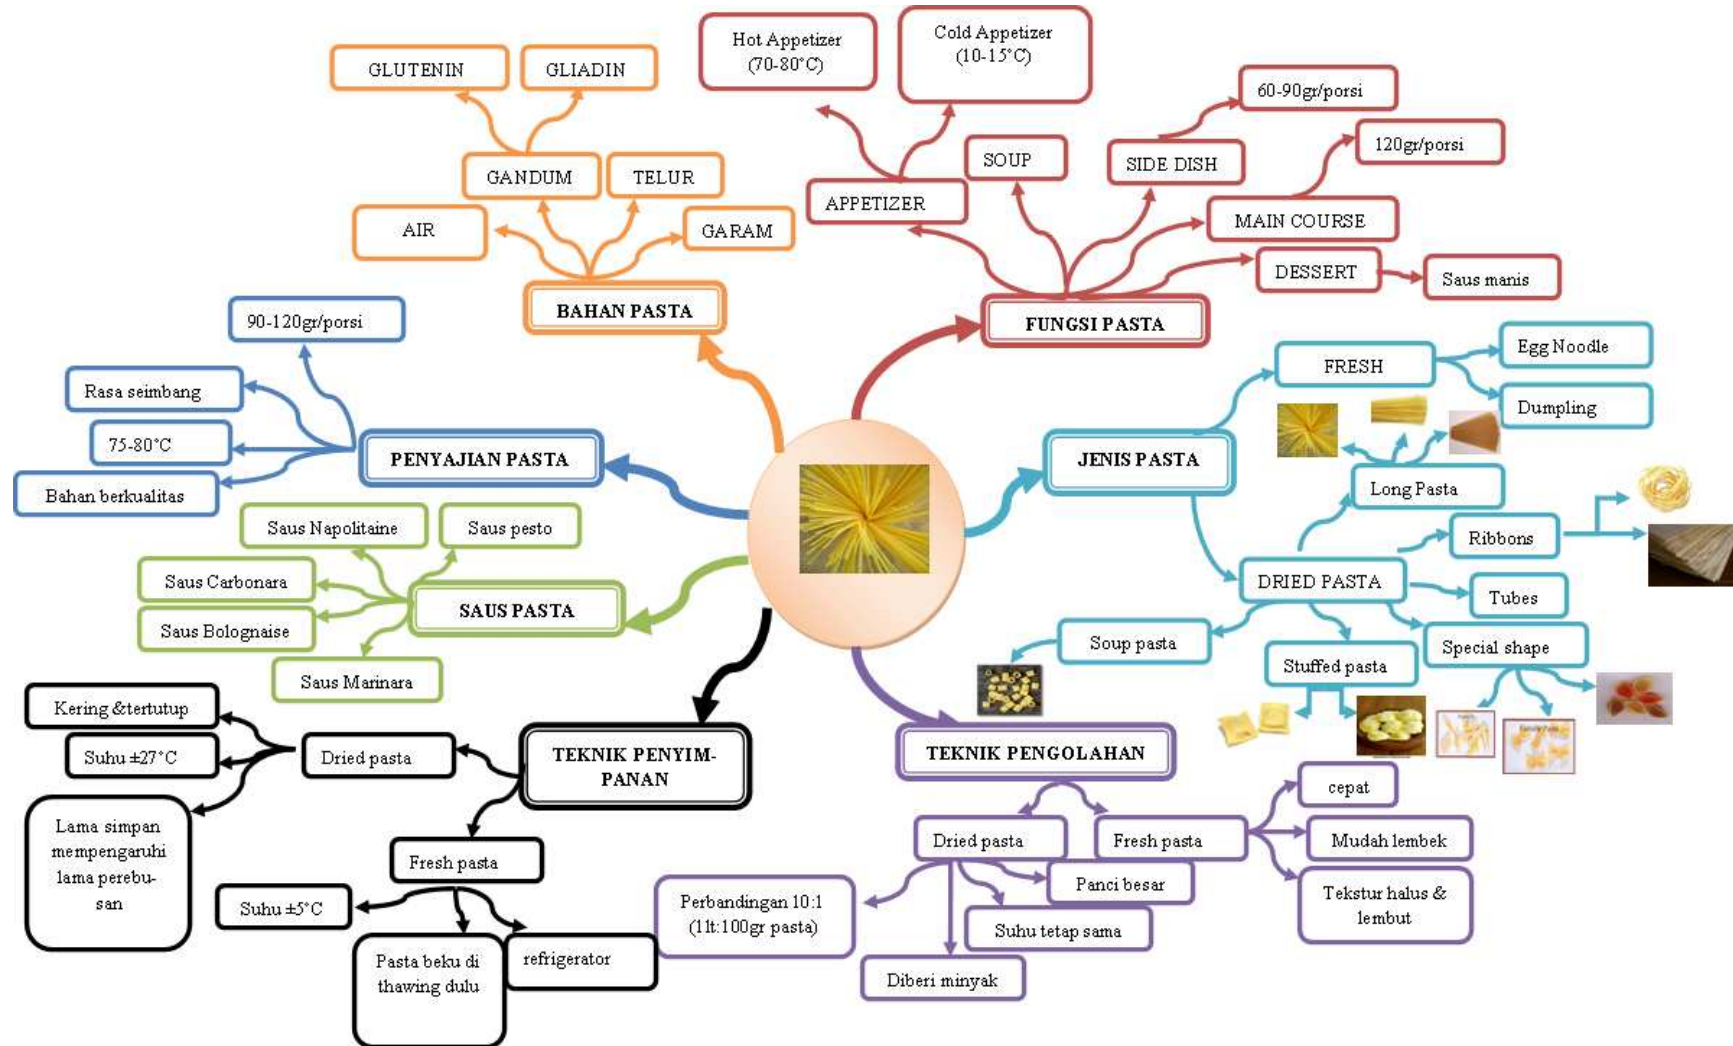 Hot Appetizer
(70-80˚C)
Cold Appetizer
(10-15˚C)
GLUTENIN
GLIADIN
60-90gr/porsi
120gr/porsi
GANDUM
TELUR
SOUP
SIDE DISH
APPETIZER
MAIN COURSE
AIR
GARAM
DESSERT
Saus manis
BAHAN PASTA
FUNGSI PASTA
90-120gr/porsi
Rasa seimbang
75-80˚C
Bahan berkualitas
PENYAJIAN PASTA
FRESH
Egg Noodle
Dumpling
JENIS PASTA
Long Pasta
Ribbons
DRIED PASTA
Tubes
Special shape
Stuffed pasta
Soup pasta
Saus Napolitaine
Saus pesto
Saus Carbonara
SAUS PASTA
Saus Bolognaise
Saus Marinara
Kering &tertutup
Suhu ±27˚C
Dried pasta
TEKNIK PENYIM-
PANAN
Lama simpan
mempengaruhi
lama perebu-
san
Fresh pasta
Suhu ±5˚C
Pasta beku di
thawing dulu
refrigerator
TEKNIK PENGOLAHAN
Dried pasta
Fresh pasta
cepat
Mudah lembek
Tekstur halus &
lembut
Panci besar
Perbandingan 10:1
(1lt:100gr pasta)
Suhu tetap sama
Diberi minyak